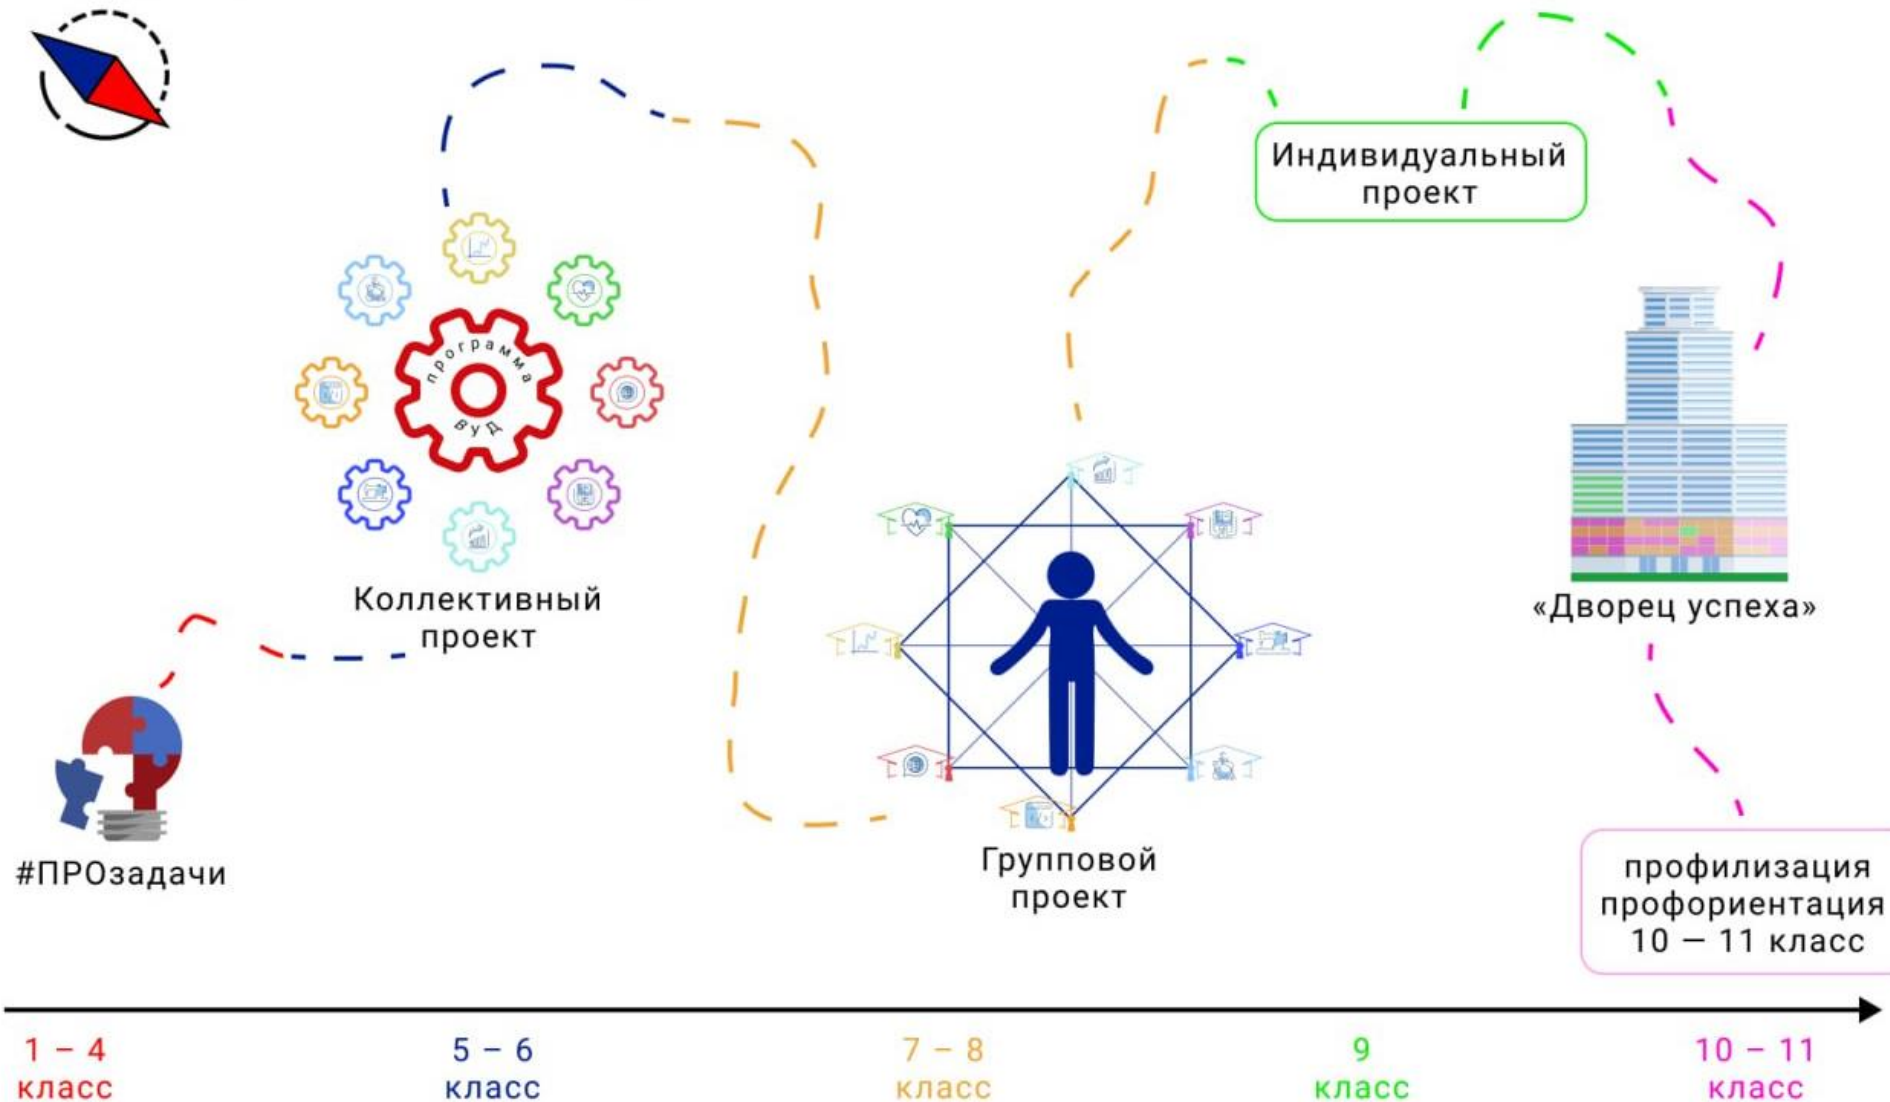 Индивидуальный
проект
программа
ВУД
Коллективный
проект
«Дворец успеха»
#ПРОзадачи
Групповой
проект
профилизация
профориентация
10 — 11 класс
1 – 4
класс
5 – 6
класс
7 – 8
класс
9
класс
10 – 11
класс